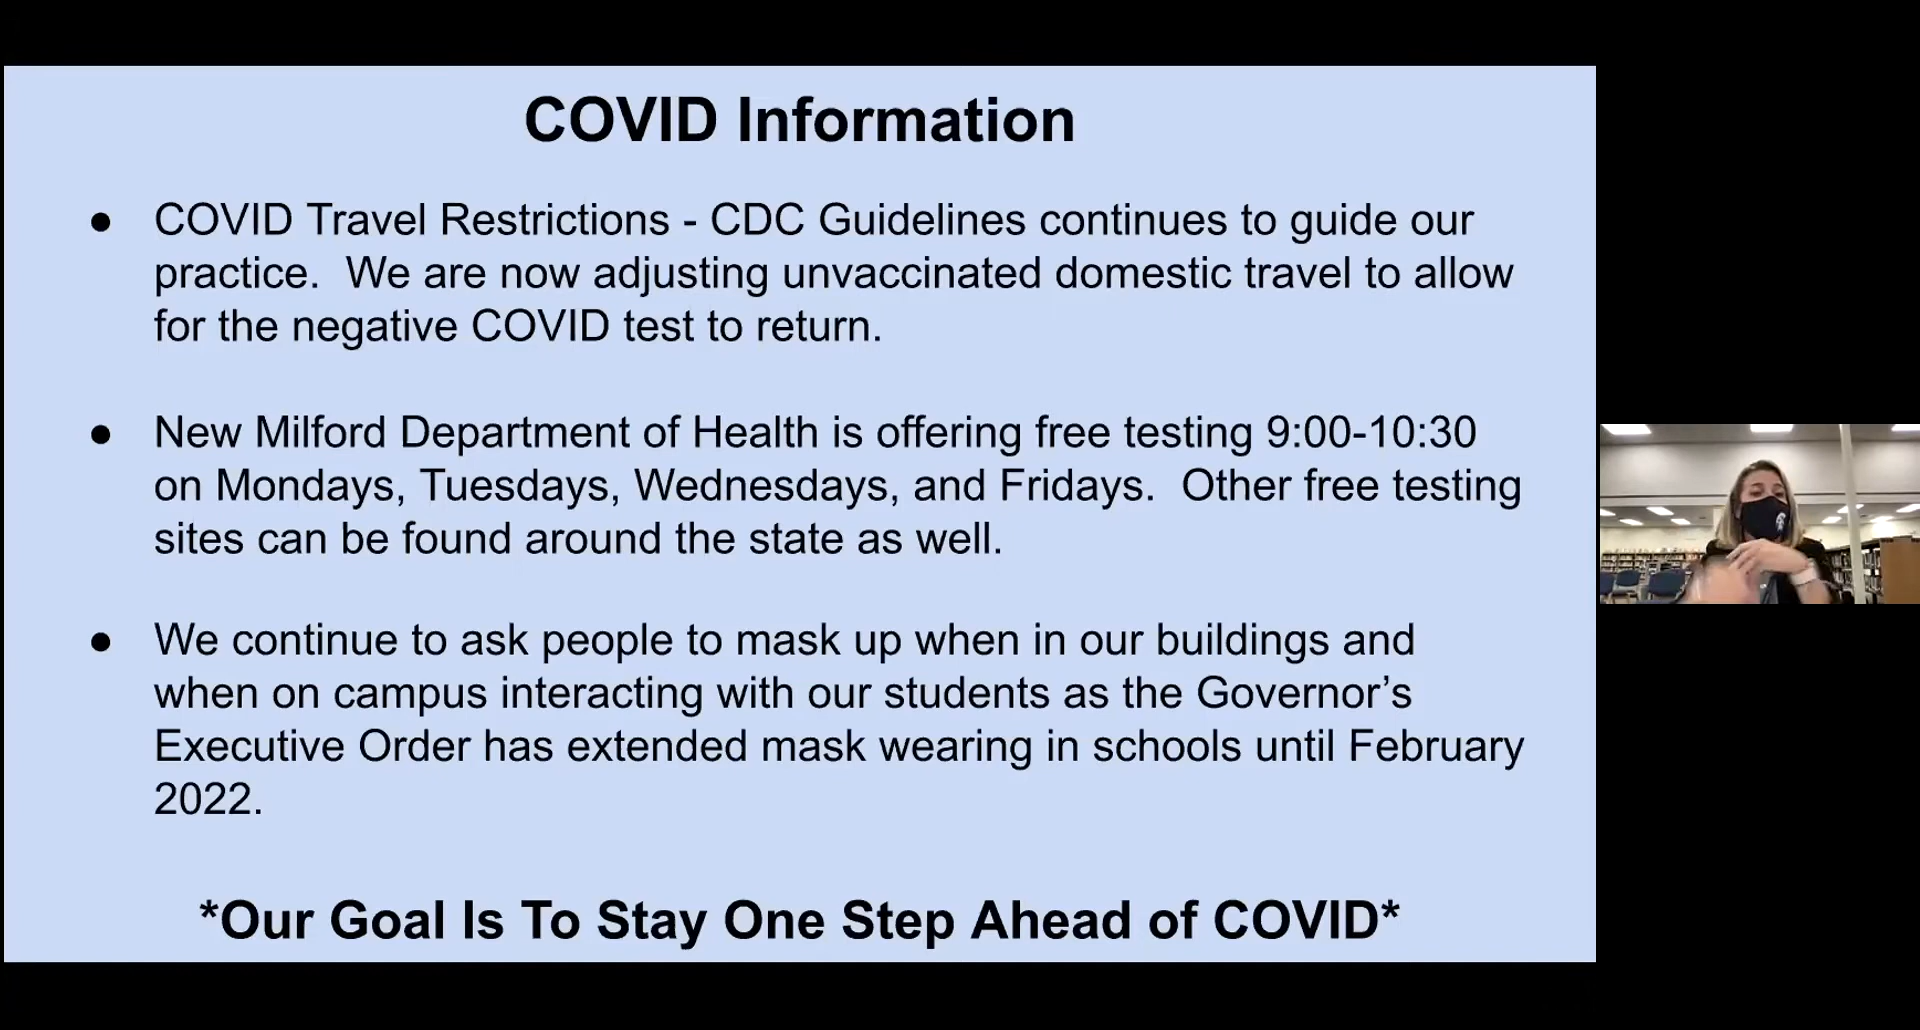 COVID Information
● COVID Travel Restrictions - CDC Guidelines continues to guide our
practice.  We are now adjusting unvaccinated domestic travel to allow
for the negative COVID test to return.
● New Milford Department of Health is offering free testing 9:00-10:30
on Mondays, Tuesdays, Wednesdays, and Fridays.  Other free testing
sites can be found around the state as well.
● We continue to ask people to mask up when in our buildings and
when on campus interacting with our students as the Governor’s
Executive Order has extended mask wearing in schools until February
2022.
*Our Goal Is To Stay One Step Ahead of COVID*